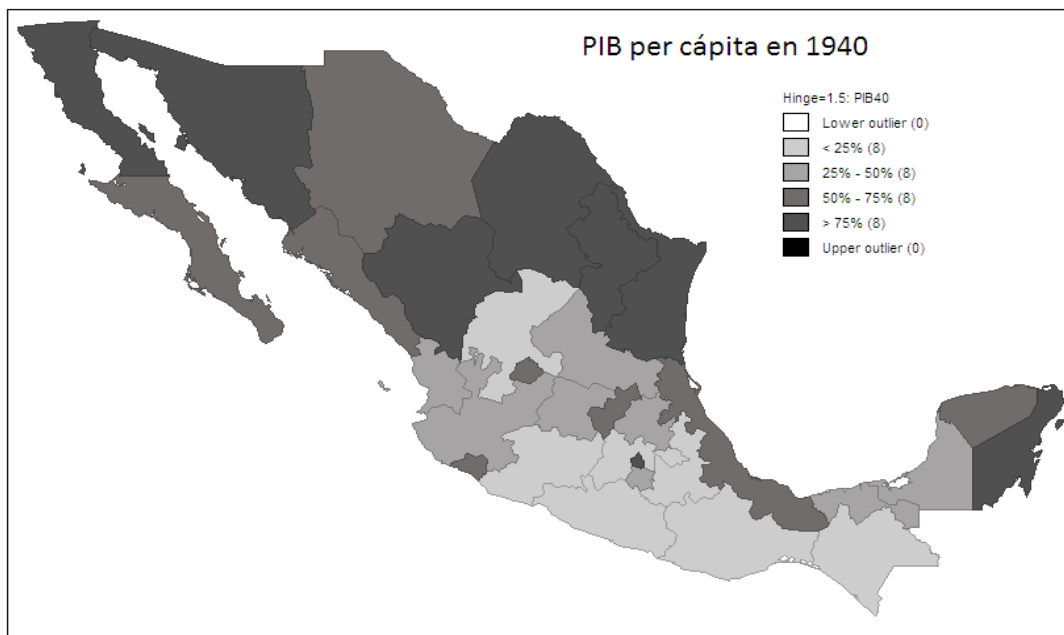 PIB per cápita en 1940
Hinge=1.5: PIB40
Lower outlier (0)
< 25% (8)
25% - 50% (8)
50% - 75% (8)
> 75% (8)
Upper outlier (0)